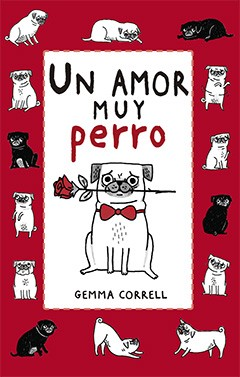 UN AMOR
MUY
perro
GEMMA CORRELL